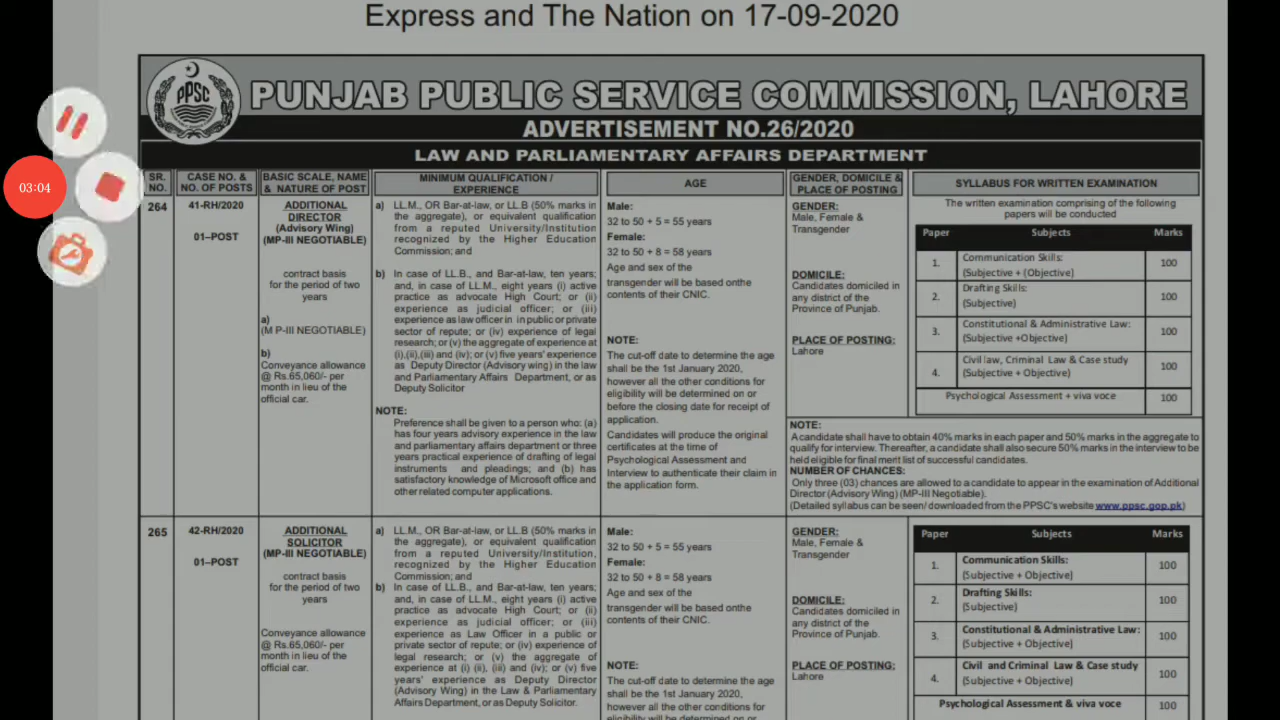 Express and The Nation on 17-09-2020
PPSC
PUNJAB PUBLIC SERVICE COMMISSION, LAHORE
ADVERTISEMENT NO.26/2020
LAW AND PARLIAMENTARY AFFAIRS DEPARTMENT
03:04
SR. NO.
CASE NO. & NO. OF POSTS
BASIC SCALE, NAME & NATURE OF POST
MINIMUM QUALIFICATION / EXPERIENCE
AGE
GENDER, DOMICILE & PLACE OF POSTING
SYLLABUS FOR WRITTEN EXAMINATION
264
41-RH/2020
01–POST
ADDITIONAL
DIRECTOR
(Advisory Wing)
(MP-III NEGOTIABLE)
contract basis
for the period of two
years
a)
(M P-III NEGOTIABLE)
b)
Conveyance allowance
@ Rs.65,060/- per
month in lieu of the
official car.
a) LL.M., OR Bar-at-law, or LL.B (50% marks in
the aggregate), or equivalent qualification
from a reputed University/Institution
recognized by the Higher Education
Commission; and
b) In case of LL.B., and Bar-at-law, ten years;
and, in case of LL.M., eight years (i) active
practice as advocate High Court; or (ii)
experience as judicial officer; or (iii)
experience as law officer in in public or private
sector of repute; or (iv) experience of legal
research; or (v) the aggregate of experience at
(i),(ii),(iii) and (iv); or (v) five years' experience
as Deputy Director (Advisory wing) in the law
and Parliamentary Affairs Department, or as
Deputy Solicitor
NOTE:
Preference shall be given to a person who: (a)
has four years advisory experience in the law
and parliamentary affairs department or three
years practical experience of drafting of legal
instruments and pleadings; and (b) has
satisfactory knowledge of Microsoft office and
other related computer applications.
Male:
32 to 50 + 5 = 55 years
Female:
32 to 50 + 8 = 58 years
Age and sex of the
transgender will be based onthe
contents of their CNIC.
NOTE:
The cut-off date to determine the age
shall be the 1st January 2020,
however all the other conditions for
eligibility will be determined on or
before the closing date for receipt of
application.
Candidates will produce the original
certificates at the time of
Psychological Assessment and
Interview to authenticate their claim in
the application form.
GENDER:
Male, Female &
Transgender
DOMICILE:
Candidates domiciled in
any district of the
Province of Punjab.
PLACE OF POSTING:
Lahore
The written examination comprising of the following
papers will be conducted
Paper Subjects Marks
1. Communication Skills: (Subjective + (Objective) 100
2. Drafting Skills: (Subjective) 100
3. Constitutional & Administrative Law: (Subjective +Objective) 100
4. Civil law, Criminal Law & Case study (Subjective + Objective) 100
Psychological Assessment + viva voce 100
NOTE:
A candidate shall have to obtain 40% marks in each paper and 50% marks in the aggregate to
qualify for interview. Thereafter, a candidate shall also secure 50% marks in the interview to be
held eligible for final merit list of successful candidates.
NUMBER OF CHANCES:
Only three (03) chances are allowed to a candidate to appear in the examination of Additional
Director (Advisory Wing) (MP-III Negotiable).
(Detailed syllabus can be seen/ downloaded from the PPSC's website www.ppsc.gop.pk)
265
42-RH/2020
01–POST
ADDITIONAL
SOLICITOR
(MP-III NEGOTIABLE)
contract basis
for the period of two
years
Conveyance allowance
@ Rs.65,060/- per
month in lieu of the
official car.
a) LL.M., OR Bar-at-law, or LL.B (50% marks in
the aggregate), or equivalent qualification
from a reputed University/Institution,
recognized by the Higher Education
Commission; and
b) In case of LL.B., and Bar-at-law, ten years;
and, in case of LL.M., eight years (i) active
practice as advocate High Court; or (ii)
experience as judicial officer; or (iii)
experience as Law Officer in a public or
private sector of repute; or (iv) experience of
legal research; or (v) the aggregate of
experience at (i) (ii), (iii) and (iv); or (v) five
years' experience as Deputy Director
(Advisory Wing) in the Law & Parliamentary
Affairs Department, or as Deputy Solicitor.
Male:
32 to 50 + 5 = 55 years
Female:
32 to 50 + 8 = 58 years
Age and sex of the
transgender will be based onthe
contents of their CNIC.
NOTE:
The cut-off date to determine the age
shall be the 1st January 2020,
however all the other conditions for
eligibility will be determined on or
GENDER:
Male, Female &
Transgender
DOMICILE:
Candidates domiciled in
any district of the
Province of Punjab.
PLACE OF POSTING:
Lahore
Paper Subjects Marks
1. Communication Skills: (Subjective + Objective) 100
2. Drafting Skills: (Subjective) 100
3. Constitutional & Administrative Law: (Subjective + Objective) 100
4. Civil and Criminal Law & Case study (Subjective + Objective) 100
Psychological Assessment & viva voce 100